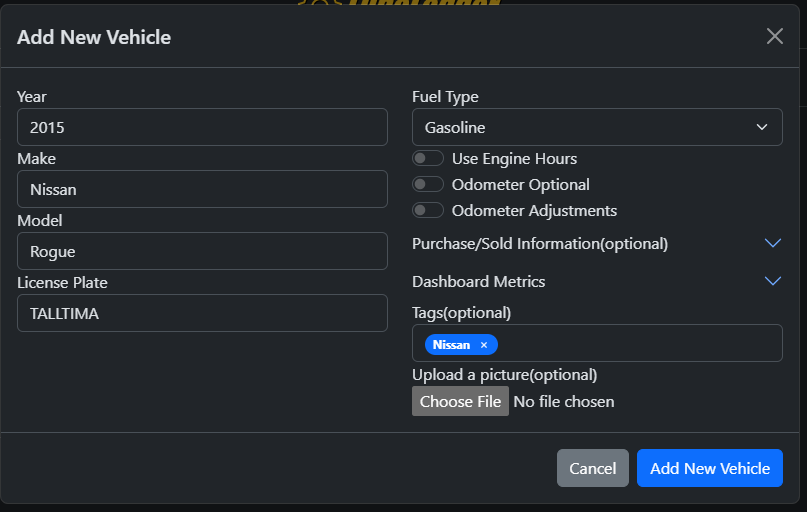 Add New Vehicle
Year
2015
Make
Nissan
Model
Rogue
License Plate
TALLTIMA
Fuel Type
Gasoline
Use Engine Hours
Odometer Optional
Odometer Adjustments
Purchase/Sold Information(optional)
Dashboard Metrics
Tags(optional)
Nissan ×
Upload a picture(optional)
Choose File No file chosen
Cancel Add New Vehicle